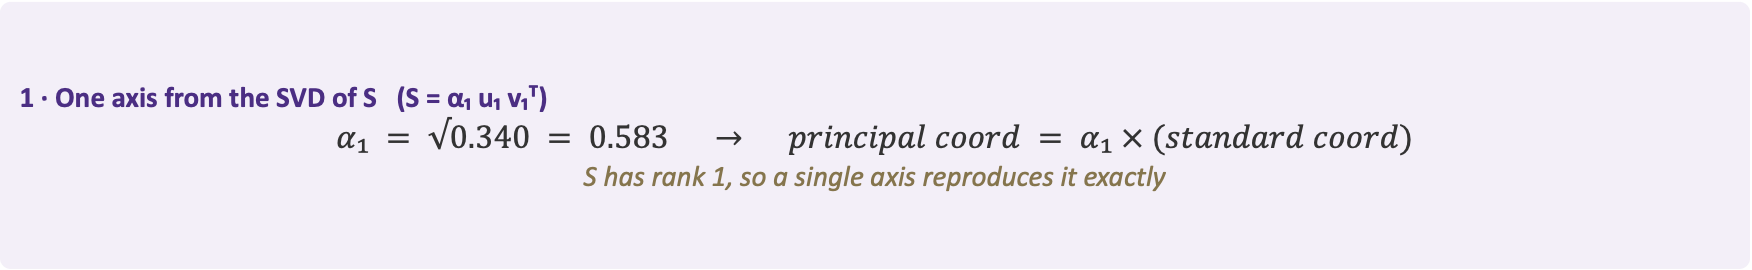 1 · One axis from the SVD of S (S = α₁ u₁ v₁ᵀ)
α₁ = √0.340 = 0.583 → principal coord = α₁ × (standard coord)
S has rank 1, so a single axis reproduces it exactly